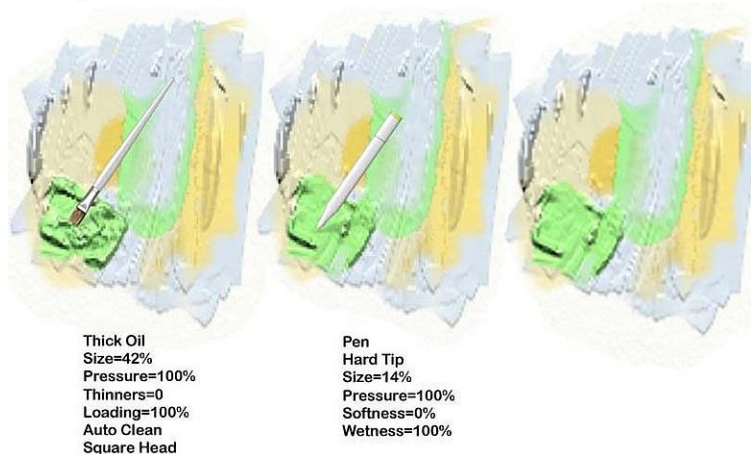 Thick Oil
Size=42%
Pressure=100%
Thinners=0
Loading=100%
Auto Clean
Square Head
Pen
Hard Tip
Size=14%
Pressure=100%
Softness=0%
Wetness=100%